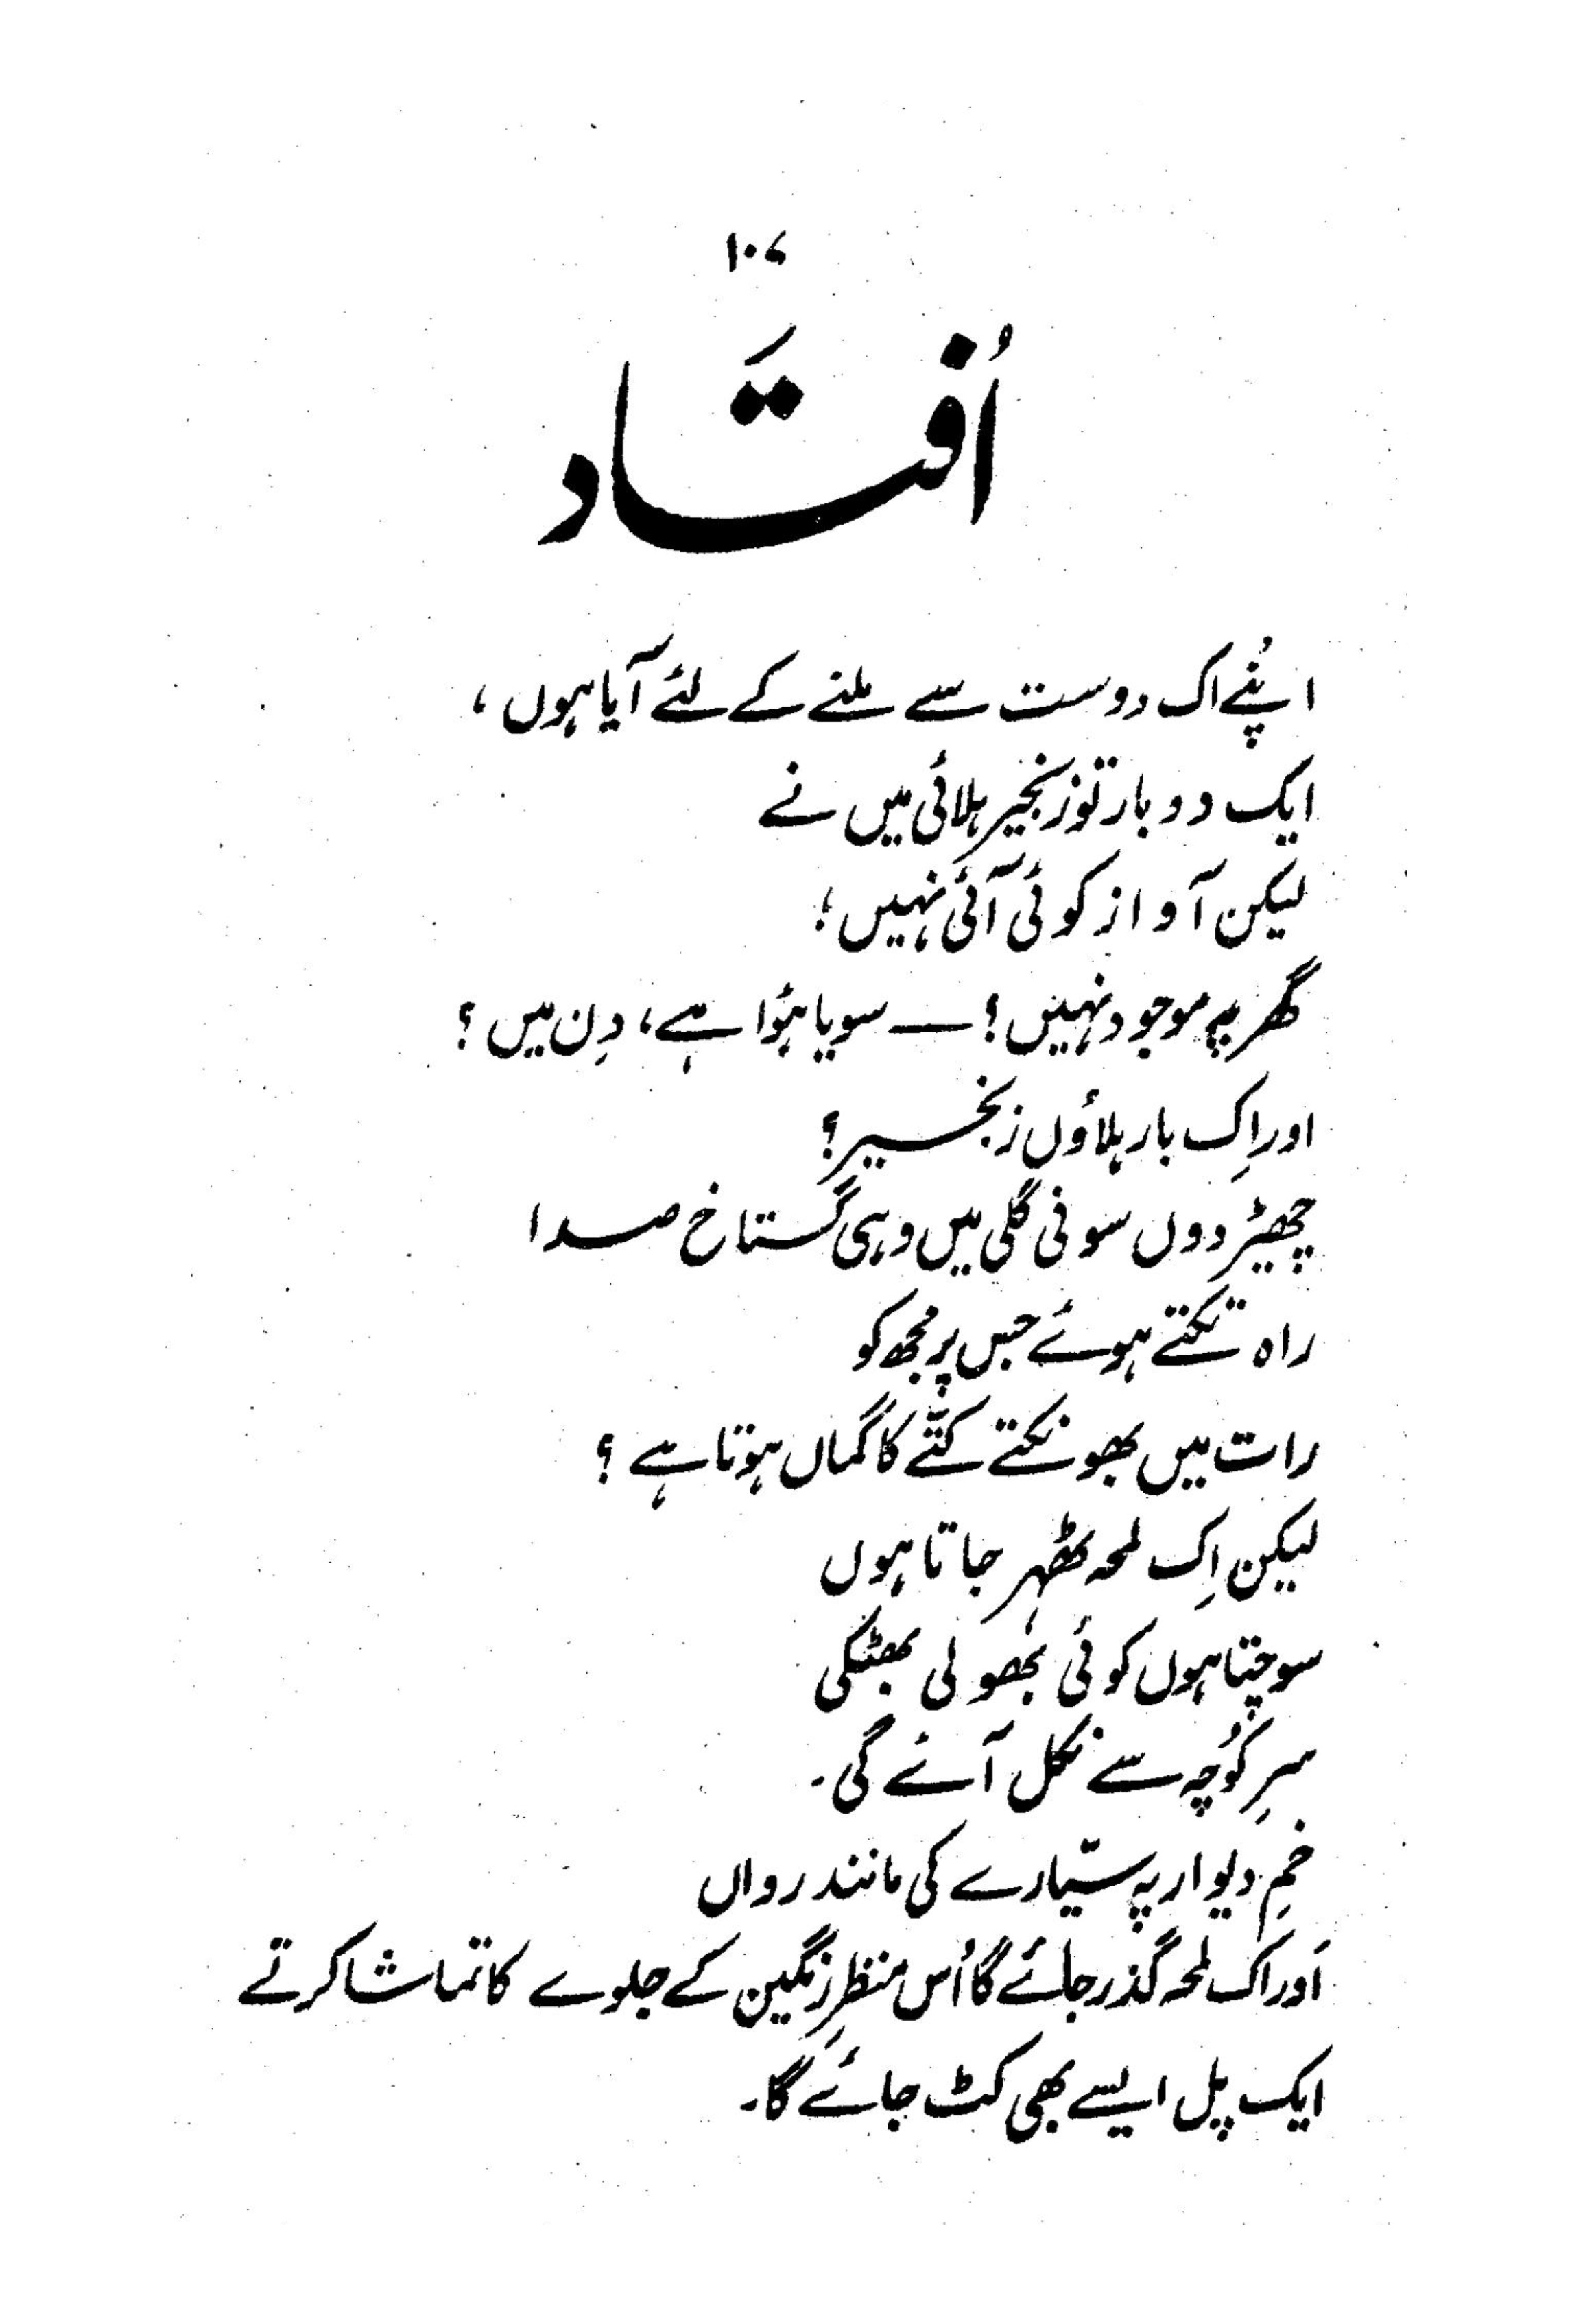 ۱۰۷
اُفتَاد
اپنے اک دوست سے ملنے کے لئے آیا ہوں،
ایک دو بار تو زنجیر ہلائی میں نے
لیکن آواز کوئی آئی نہیں؛
گھر پہ موجود نہیں؟ — سویا ہؤا ہے، دِن میں؟
اور اِک بار ہلاؤں زنجیر؟
چھیڑ دوں سونی گلی میں وہی گستاخ صدا
راہ تکتے ہوئے جس پر مُجھ کو
رات میں بھونکتے کتّے کا گماں ہوتا ہے؟
لیکن اِک لمحہ ٹھہر جاتا ہوں
سوچتا ہوں کوئی بُھولی بھٹکی
سرِ کُوچہ سے نکل آئے گی۔
خمِ دیوار پہ سیّارے کی مانند رواں
اَور اک لمحہ گذر جائے گا اُس منظرِ رنگین کے جلوے کا تماشا کرتے
ایک پل ایسے بھی کٹ جائے گا۔